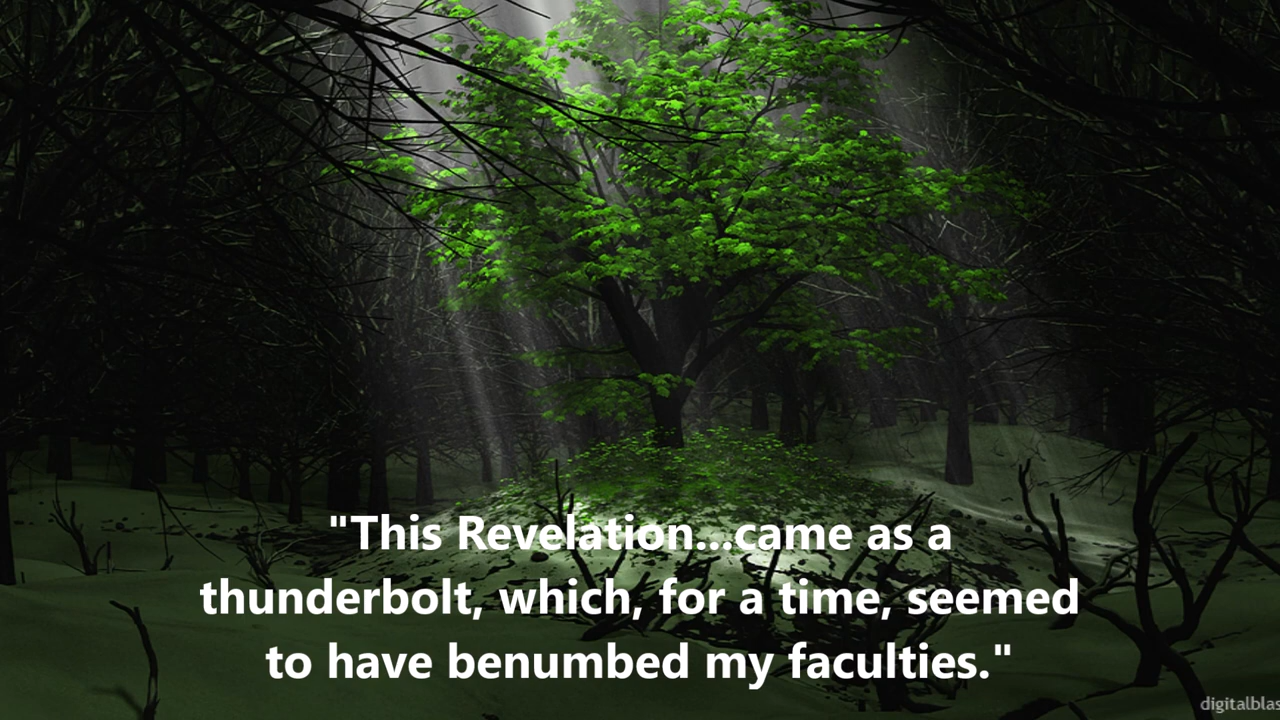 "This Revelation...came as a
thunderbolt, which, for a time, seemed
to have benumbed my faculties."
digitalblas